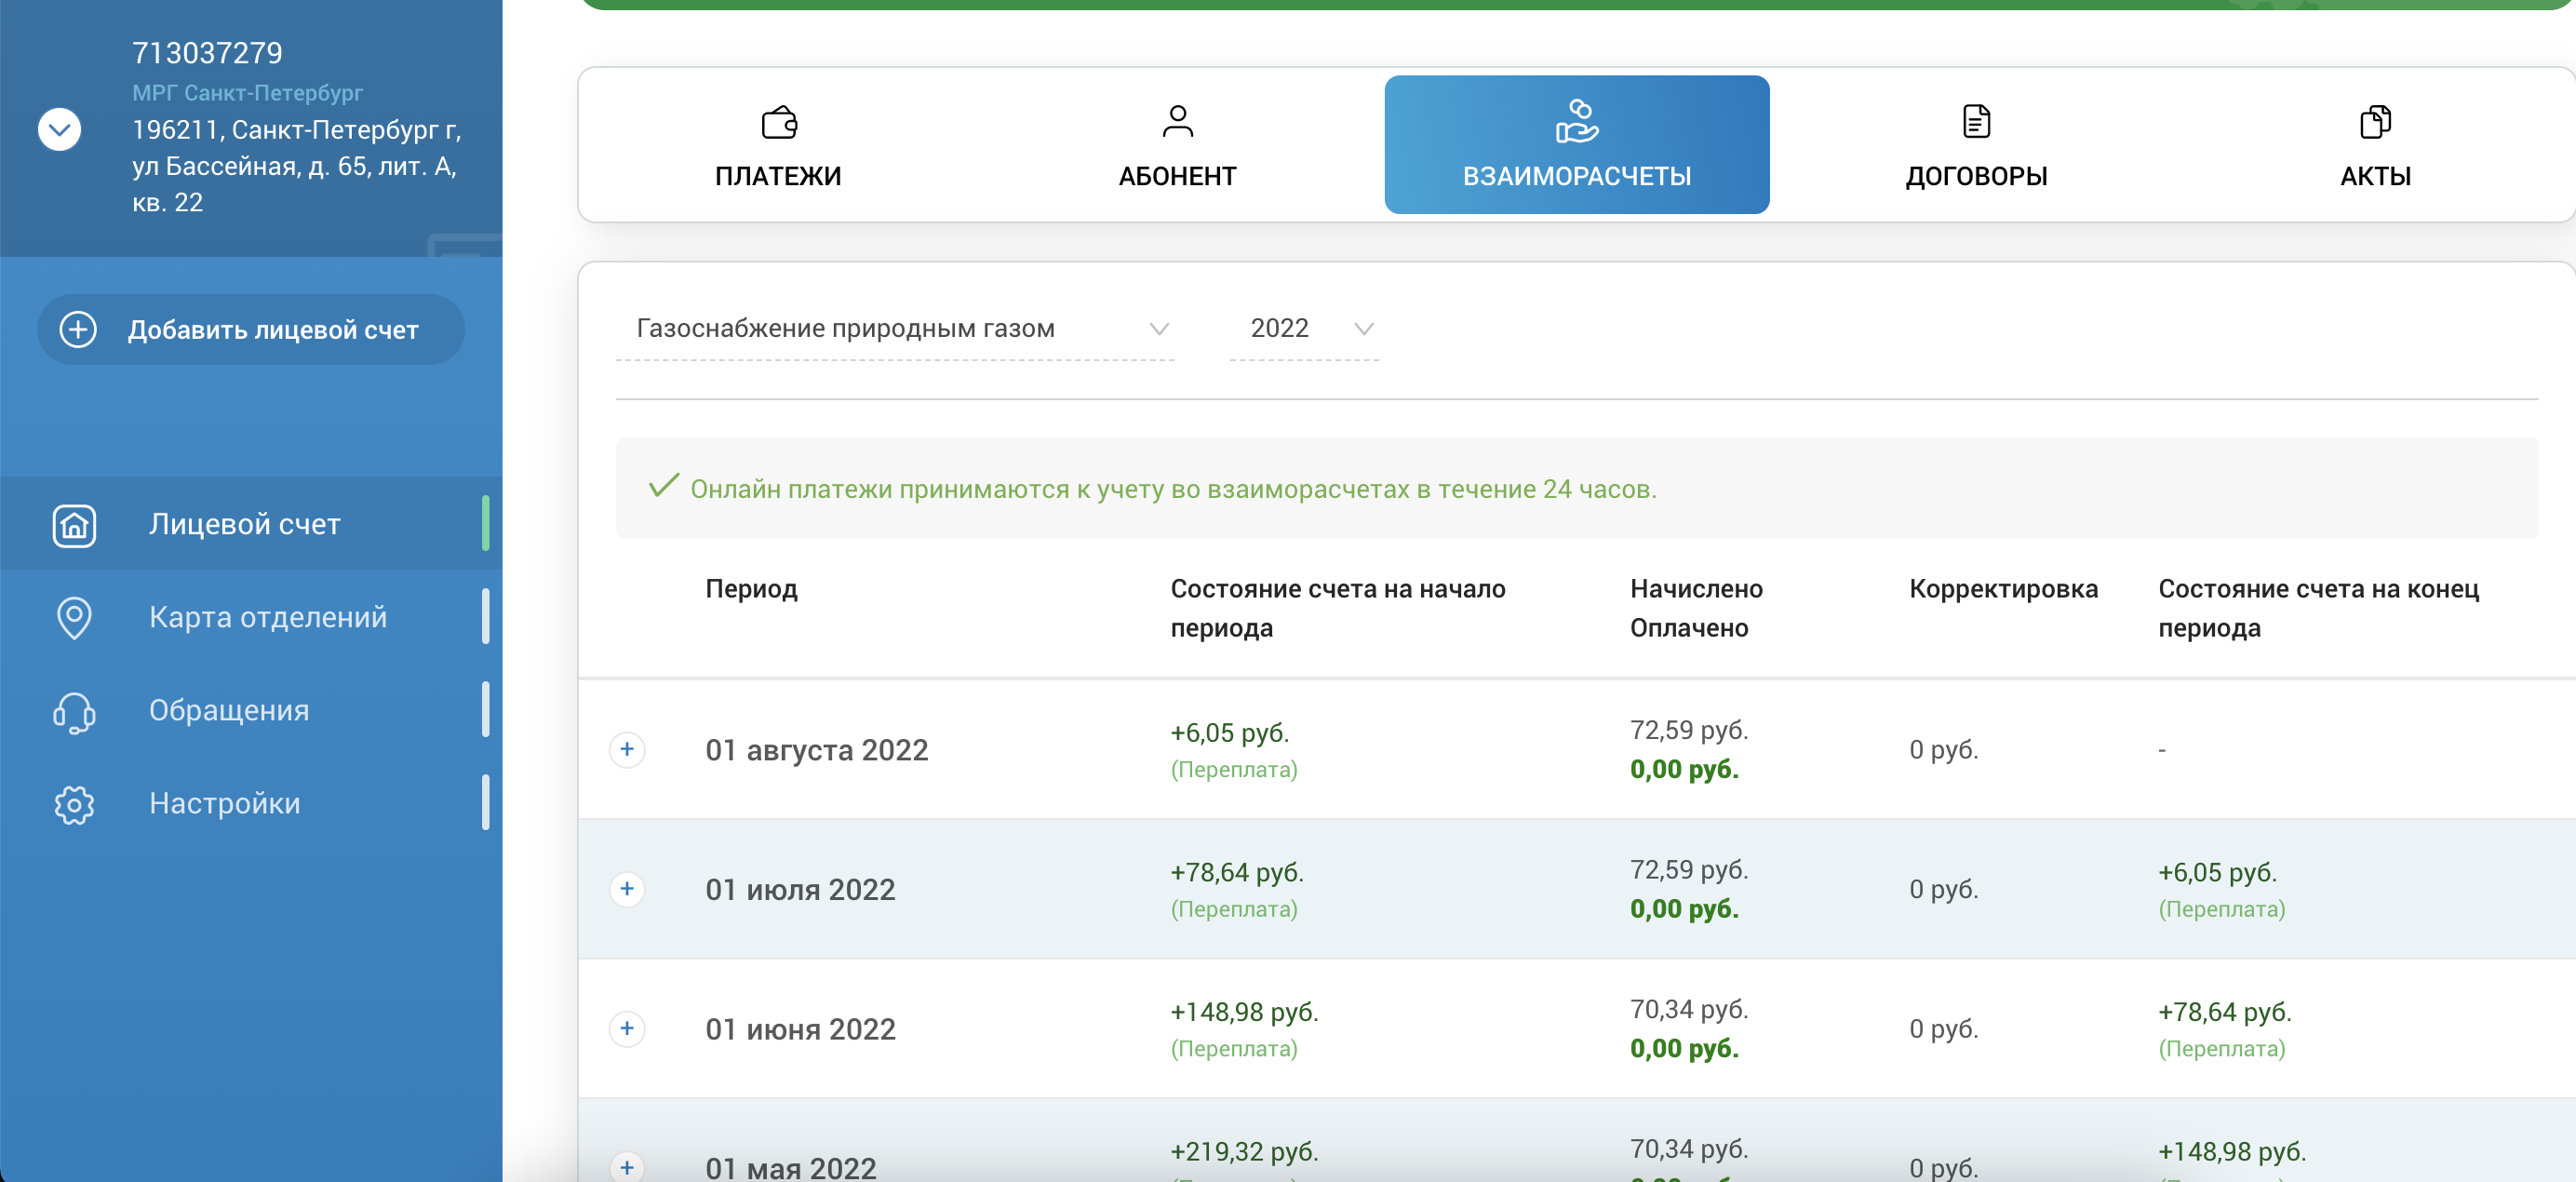 713037279
МРГ Санкт-Петербург
196211, Санкт-Петербург г,
ул Бассейная, д. 65, лит. А,
кв. 22
Добавить лицевой счет
Лицевой счет
Карта отделений
Обращения
Настройки
ПЛАТЕЖИ
АБОНЕНТ
ВЗАИМОРАСЧЕТЫ
ДОГОВОРЫ
АКТЫ
Газоснабжение природным газом
2022
Онлайн платежи принимаются к учету во взаиморасчетах в течение 24 часов.
Период
Состояние счета на начало
периода
Начислено
Оплачено
Корректировка
Состояние счета на конец
периода
01 августа 2022
+6,05 руб.
(Переплата)
72,59 руб.
0,00 руб.
0 руб.
-
01 июля 2022
+78,64 руб.
(Переплата)
72,59 руб.
0,00 руб.
0 руб.
+6,05 руб.
(Переплата)
01 июня 2022
+148,98 руб.
(Переплата)
70,34 руб.
0,00 руб.
0 руб.
+78,64 руб.
(Переплата)
01 мая 2022
+219,32 руб.
70,34 руб.
0 руб.
+148,98 руб.